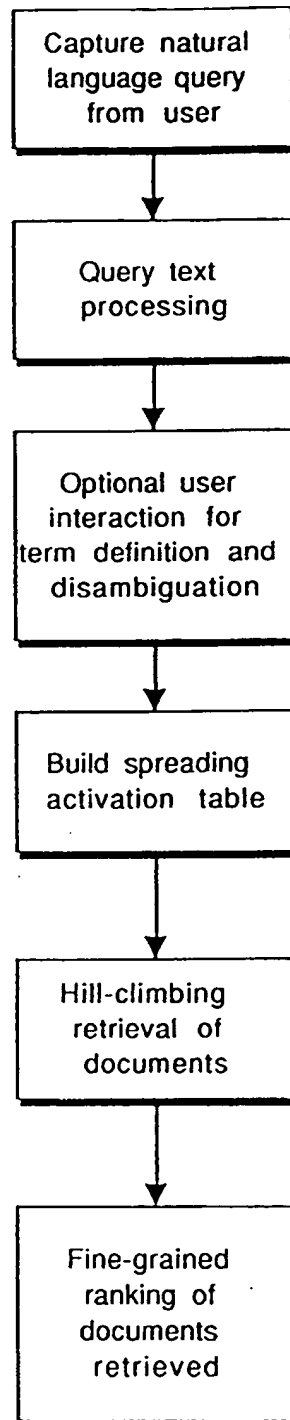 Capture natural
language query
from user
Query text
processing
Optional user
interaction for
term definition and
disambiguation
Build spreading
activation table
Hill-climbing
retrieval of
documents
Fine-grained
ranking of
documents
retrieved